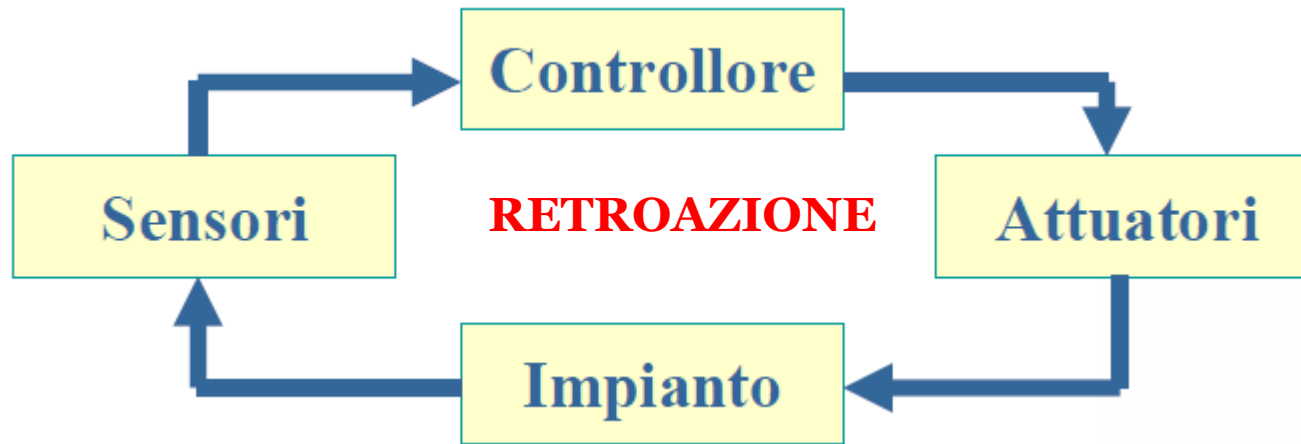 Controllore
Sensori
RETROAZIONE
Attuatori
Impianto